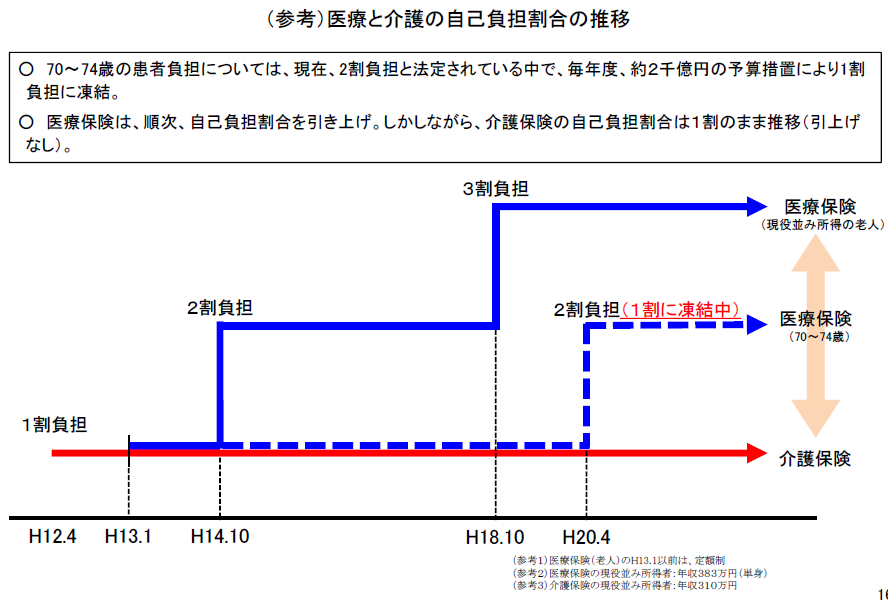 (参考)医療と介護の自己負担割合の推移
○ 70～74歳の患者負担については、現在、2割負担と法定されている中で、毎年度、約２千億円の予算措置により1割
負担に凍結。
○ 医療保険は、順次、自己負担割合を引き上げ。しかしながら、介護保険の自己負担割合は１割のまま推移（引上げ
なし）。
３割負担
医療保険
(現役並み所得の老人)
２割負担
２割負担(１割に凍結中)
医療保険
(70～74歳)
１割負担
介護保険
H12.4 H13.1 H14.10 H18.10 H20.4
(参考1)医療保険(老人)のH13.1以前は、定額制
(参考2)医療保険の現役並み所得者：年収383万円(単身)
(参考3)介護保険の現役並み所得者：年収310万円
16